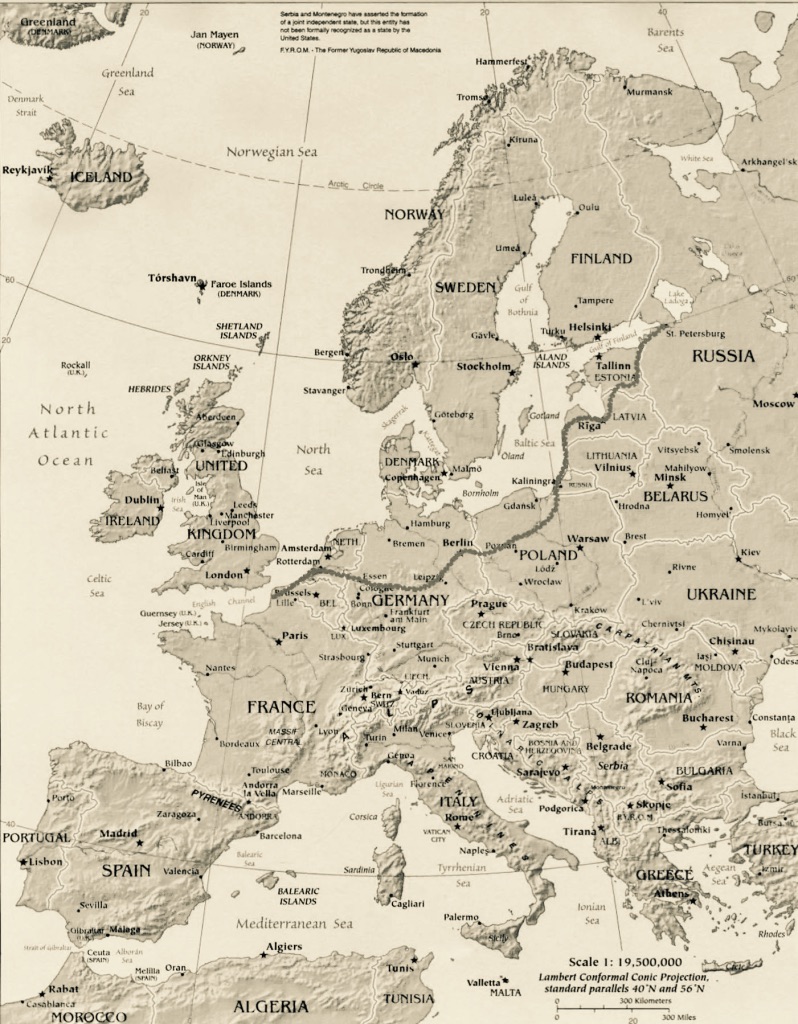 Greenland
(DENMARK)
Jan Mayen
(NORWAY)
Serbia and Montenegro have asserted the formation
of a joint independent state, but this entity has
not been formally recognized as a state by the
United States.
F.Y.R.O.M. - The Former Yugoslav Republic of Macedonia
20
20
40
Barents
Sea
Greenland
Sea
Denmark
Strait
Hammerfest
Murmansk
Kiruna
Norwegian Sea
White Sea
Arkhangel'sk
Reykjavík
ICELAND
Arctic Circle
NORWAY
Luleå
Oulu
Umeå
FINLAND
Tórshavn
Faroe Islands
(DENMARK)
Trondheim
SWEDEN
Gulf
of
Bothnia
Tampere
Lake
Ladoga
60
60
SHETLAND
ISLANDS
20
Bergen
Oslo
Gävle
Turku
Helsinki
Gulf of Finland
St. Petersburg
ALAND
ISLANDS
Tallinn
ESTONIA
RUSSIA
Rockall
(U.K.)
ORKNEY
ISLANDS
HEBRIDES
Stavanger
Stockholm
Moscow
North
Atlantic
Ocean
Aberdeen
Göteborg
Skagerrak
Gotland
Baltic Sea
Rīga
LATVIA
Glasgow
Edinburgh
UNITED
KINGDOM
North
Sea
DENMARK
Copenhagen
Malmö
Öland
Bornholm
LITHUANIA
Vilnius
Kaliningrad
RUSSIA
Vitsyebsk
Smolensk
Mahilyow
Minsk
BELARUS
Belfast
Isle of
Man (U.K.)
Dublin
IRELAND
Irish
Sea
Leeds
Manchester
Liverpool
Gdansk
Hrodna
Homyel'
Hamburg
Bremen
Berlin
Poznan
Warsaw
Brest
Birmingham
Cardiff
London
Amsterdam
NETH.
Rotterdam
POLAND
Łódź
Wrocław
Kiev
Rivne
Celtic
Sea
English Channel
Brussels
Lille
BEL.
Essen
Cologne
Bonn
Leipzig
GERMANY
Frankfurt
am Main
Prague
CZECH REPUBLIC
Brno
Krakow
L'viv
UKRAINE
Guernsey (U.K.)
Jersey (U.K.)
Paris
Luxembourg
LUX.
SLOVAKIA
CARPATHIAN MTS.
Chernivtsi
Mykolayiv
Strasbourg
Stuttgart
Munich
Vienna
Bratislava
Chisinau
MOLDOVA
Iași
Odesa
Nantes
Zürich
Bern
LIECH.
Vaduz
SWITZ.
AUSTRIA
Budapest
HUNGARY
Cluj-
Napoca
FRANCE
Geneva
ALPS
Ljubljana
SLOVENIA
Zagreb
ROMANIA
Bay of
Biscay
MASSIF
CENTRAL
Lyon
Milan
Turin
Venice
CROATIA
BOSNIA AND
HERZEGOVINA
Belgrade
Bucharest
Constanța
Black
Sea
Bordeaux
Genoa
SAN
MARINO
DINARIC ALPS
Sarajevo
Serbia
Varna
Bilbao
Toulouse
MONACO
Marseille
Ligurian
Sea
Florence
APENNINES
Montenegro
BULGARIA
Sofia
Porto
PYRENEES
Andorra
la Vella
ANDORRA
Corsica
ITALY
Rome
VATICAN
CITY
Adriatic
Sea
Podgorica
Skopje
F.Y.R.O.M.
Istanbul
Bursa
Zaragoza
Barcelona
Tirana
ALB.
Thessaloníki
40
PORTUGAL
Madrid
Lisbon
SPAIN
Valencia
Balearic
Sea
BALEARIC
ISLANDS
Sardinia
Cagliari
Naples
Tyrrhenian
Sea
GREECE
Athens
Aegean
Sea
TURKEY
Izmir
Sevilla
Gibraltar
(U.K.)
Málaga
Strait of Gibraltar
Alborán
Sea
Mediterranean Sea
Palermo
Sicily
Ionian
Sea
Rhodes
Ceuta
(SPAIN)
Melilla
(SPAIN)
Oran
Algiers
Tunis
Valletta
MALTA
Crete
Rabat
Casablanca
MOROCCO
ALGERIA
TUNISIA
Scale 1: 19,500,000
Lambert Conformal Conic Projection,
standard parallels 40°N and 56°N
0 300 Kilometers
0 300 Miles
20